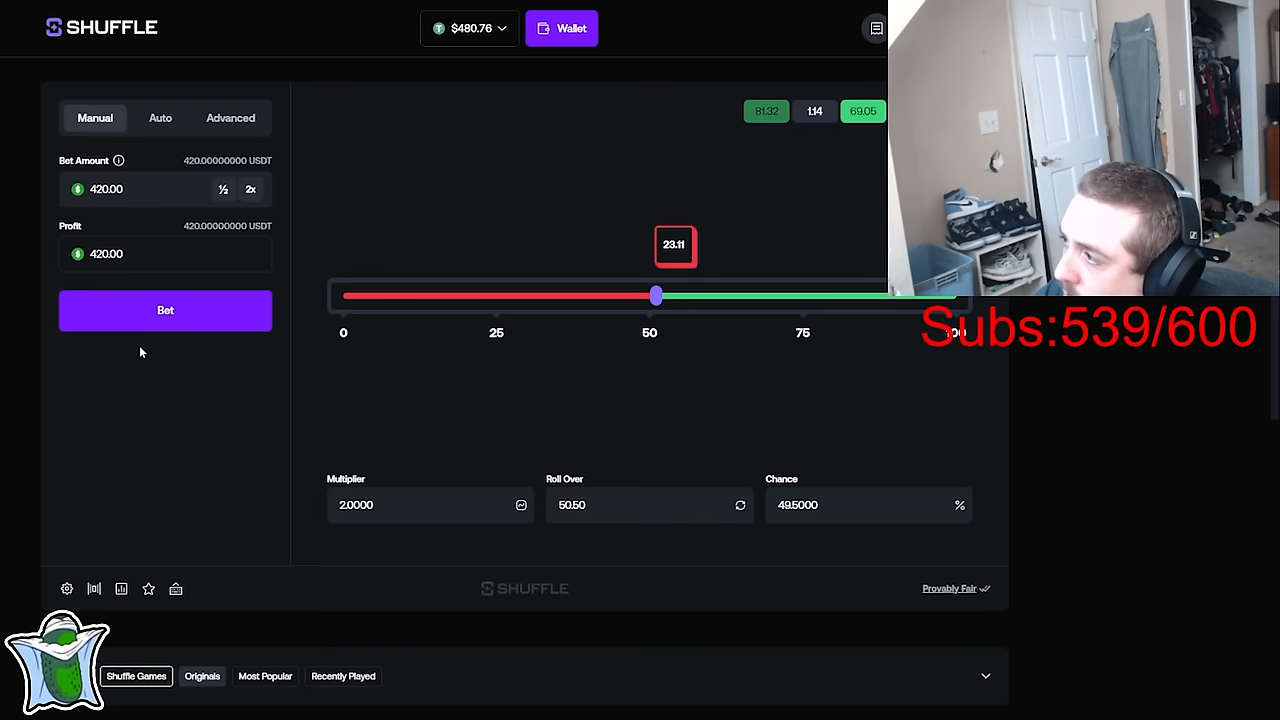 SHUFFLE
$480.76
Wallet
Manual
Auto
Advanced
81.32
1.14
69.05
Bet Amount
420.00000000 USDT
420.00
½
2x
Profit
420.00000000 USDT
420.00
Bet
23.11
0
25
50
75
100
Subs:539/600
Multiplier
Roll Over
Chance
2.0000
50.50
49.5000
%
SHUFFLE
Provably Fair
Shuffle Games
Originals
Most Popular
Recently Played